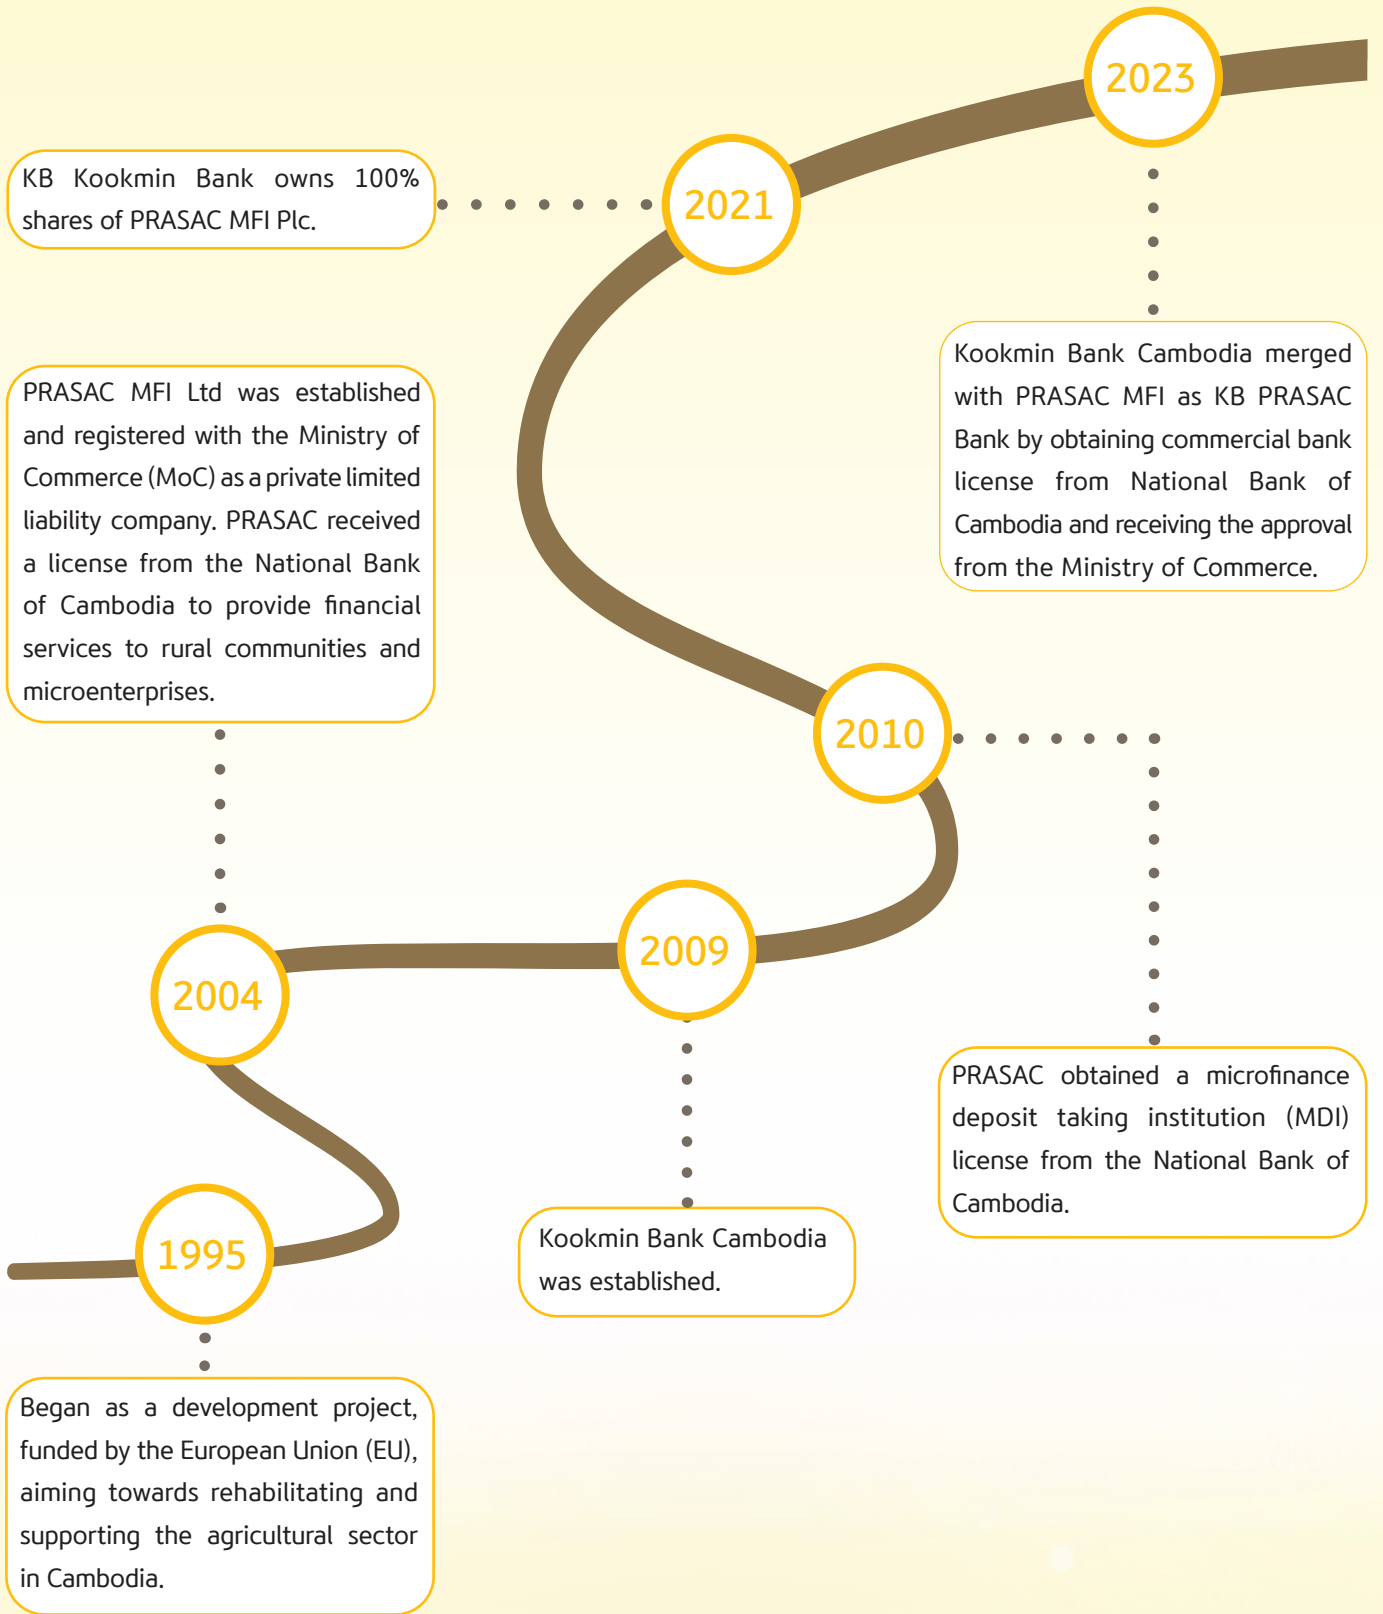 2023
2021
KB Kookmin Bank owns 100%
shares of PRASAC MFI Plc.
Kookmin Bank Cambodia merged
with PRASAC MFI as KB PRASAC
Bank by obtaining commercial bank
license from National Bank of
Cambodia and receiving the approval
from the Ministry of Commerce.
PRASAC MFI Ltd was established
and registered with the Ministry of
Commerce (MoC) as a private limited
liability company. PRASAC received
a license from the National Bank
of Cambodia to provide financial
services to rural communities and
microenterprises.
2010
2009
2004
PRASAC obtained a microfinance
deposit taking institution (MDI)
license from the National Bank of
Cambodia.
Kookmin Bank Cambodia
was established.
1995
Began as a development project,
funded by the European Union (EU),
aiming towards rehabilitating and
supporting the agricultural sector
in Cambodia.